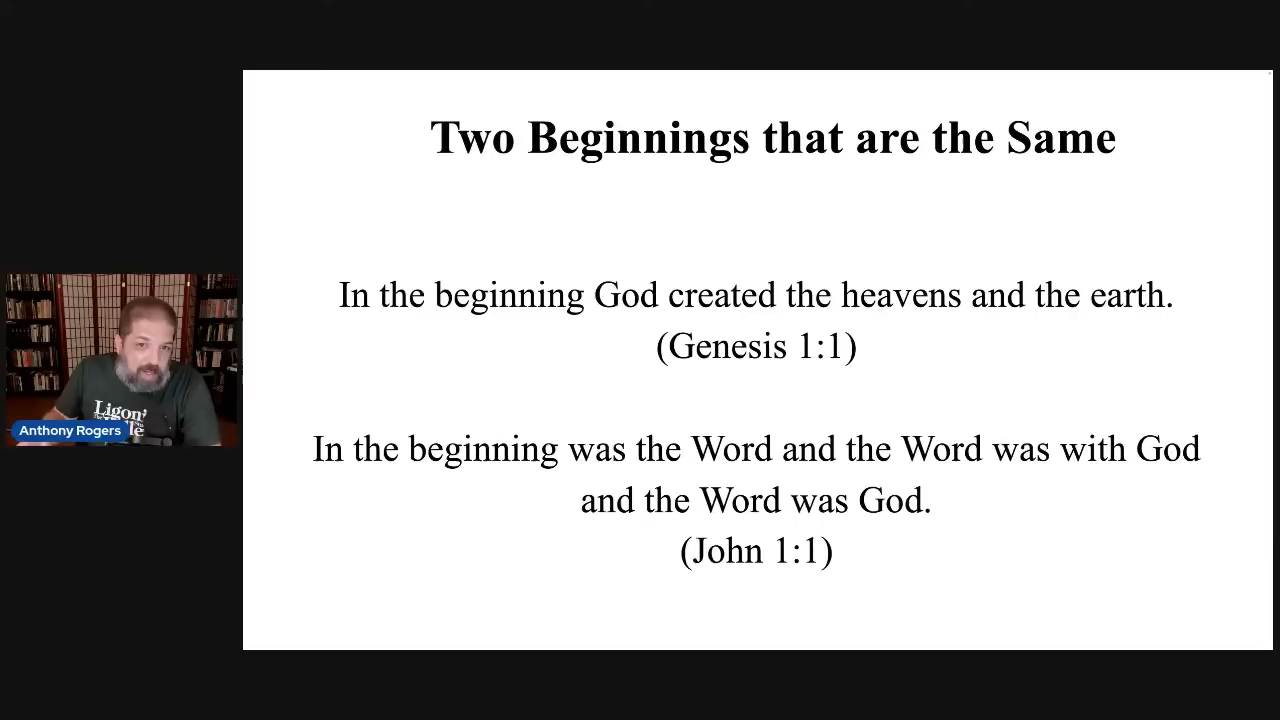 Two Beginnings that are the Same
In the beginning God created the heavens and the earth.
(Genesis 1:1)
In the beginning was the Word and the Word was with God
and the Word was God.
(John 1:1)
Anthony Rogers